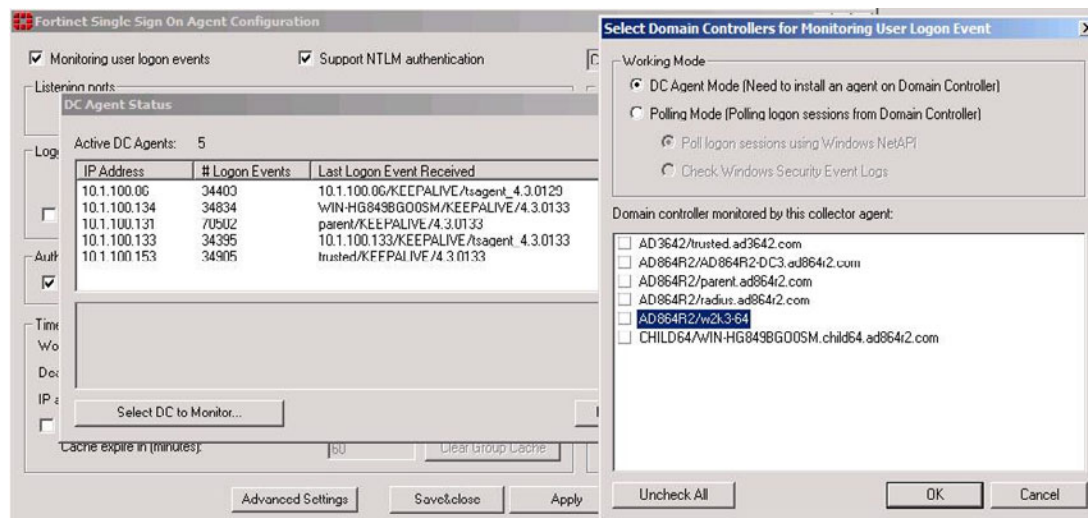 Fortinet Single Sign On Agent Configuration
Monitoring user logon events
Support NTLM authentication
Listening ports
DC Agent Status
Active DC Agents: 5
IP Address # Logon Events Last Logon Event Received
10.1.100.06 34403 10.1.100.06/KEEPALIVE/tsagent_4.3.0129
10.1.100.134 34834 WIN-HG849BGO0SM/KEEPALIVE/4.3.0133
10.1.100.131 70502 parent/KEEPALIVE/4.3.0133
10.1.100.133 34395 10.1.100.133/KEEPALIVE/tsagent_4.3.0133
10.1.100.153 34905 trusted/KEEPALIVE/4.3.0133
Select DC to Monitor...
Logg
Auth
Time
Wo
Dea
IP a
Cache expire in (minutes): 60 Clear Group Cache
Advanced Settings Save&close Apply
Select Domain Controllers for Monitoring User Logon Event
Working Mode
DC Agent Mode (Need to install an agent on Domain Controller)
Polling Mode (Polling logon sessions from Domain Controller)
Poll logon sessions using Windows NetAPI
Check Windows Security Event Logs
Domain controller monitored by this collector agent:
AD3642/trusted.ad3642.com
AD864R2/AD864R2-DC3.ad864r2.com
AD864R2/parent.ad864r2.com
AD864R2/radius.ad864r2.com
AD864R2/w2k3-64
CHILD64/WIN-HG849BGO0SM.child64.ad864r2.com
Uncheck All OK Cancel